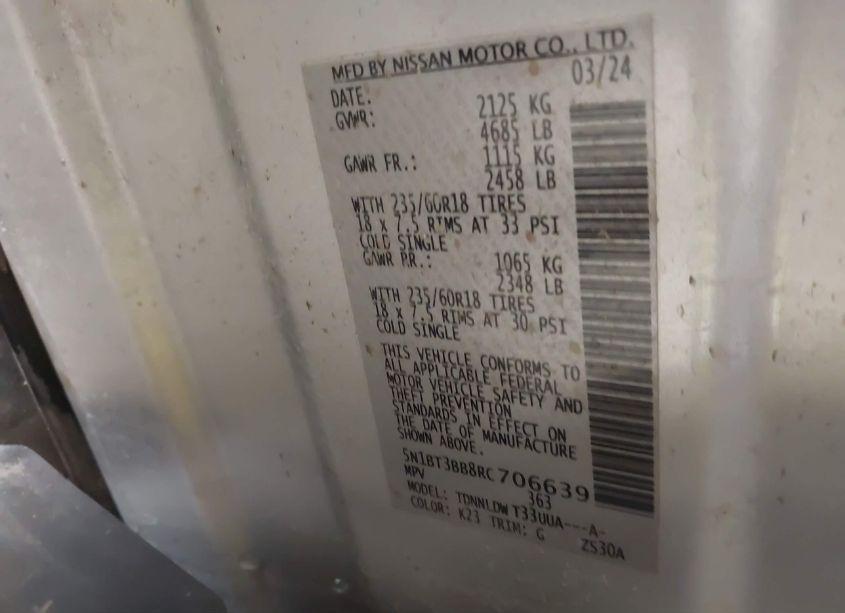 MFD BY NISSAN MOTOR CO., LTD.
DATE. 03/24
GVWR: 2125 KG
4685 LB
GAWR FR.: 1115 KG
2458 LB
WITH 235/60R18 TIRES
18 x 7.5 RIMS AT 33 PSI
COLD SINGLE
GAWR RR.: 1065 KG
2348 LB
WITH 235/60R18 TIRES
18 x 7.5 RIMS AT 30 PSI
COLD SINGLE
THIS VEHICLE CONFORMS TO
ALL APPLICABLE FEDERAL
MOTOR VEHICLE SAFETY AND
THEFT PREVENTION
STANDARDS IN EFFECT ON
THE DATE OF MANUFACTURE
SHOWN ABOVE.
5N1BT3BB8RC706639
MPV 363
MODEL: TDNNLDW T33UUA---A-
COLOR: K23 TRIM: G ZS30A